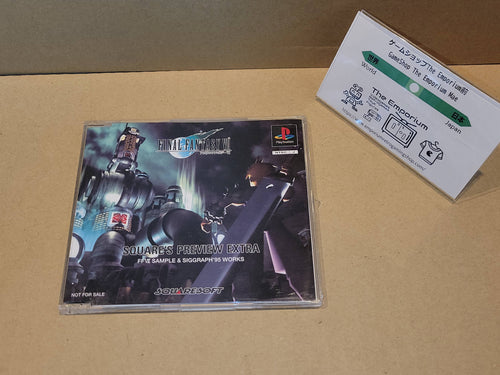 FINAL FANTASY VII
PlayStation
SQUARE'S PREVIEW EXTRA
FFVII SAMPLE & SIGGRAPH'95 WORKS
NOT FOR SALE
SQUARESOFT
ゲームショップThe Emporium前
GameShop The Emporium Mae
世界
World
日本
Japan
The Emporium